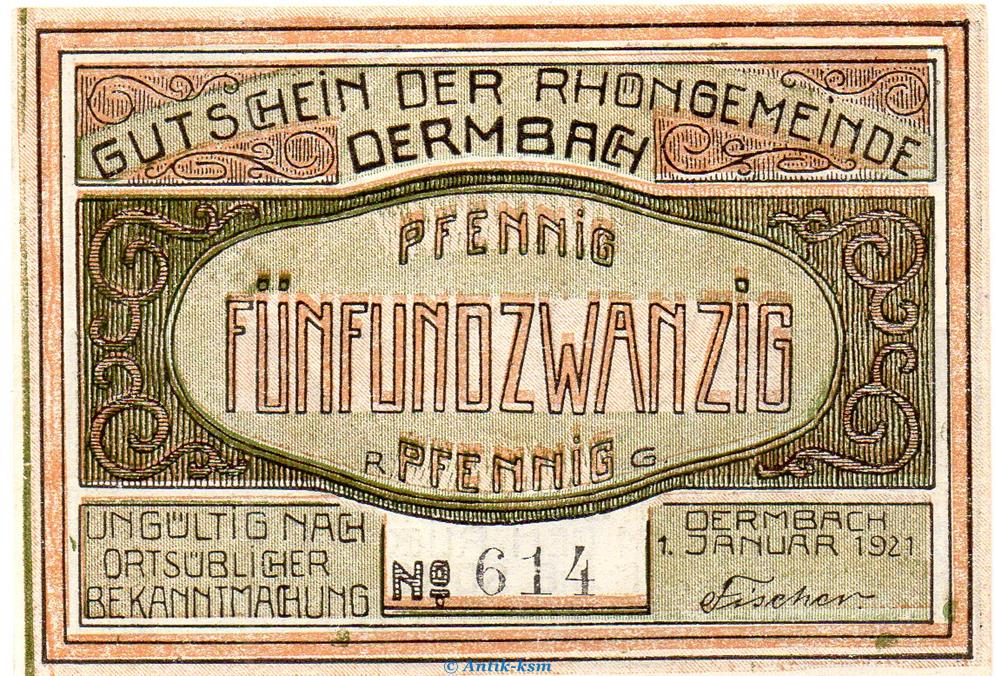 GUTSCHEIN DER RHÖNGEMEINDE
DERMBACH
PFENNIG
FÜNFUNDZWANZIG
R PFENNIG G
UNGÜLTIG NACH
ORTSÜBLICHER
BEKANNTMACHUNG
No 614
DERMBACH
1. JANUAR 1921
Fischer.
© Antik-ksm